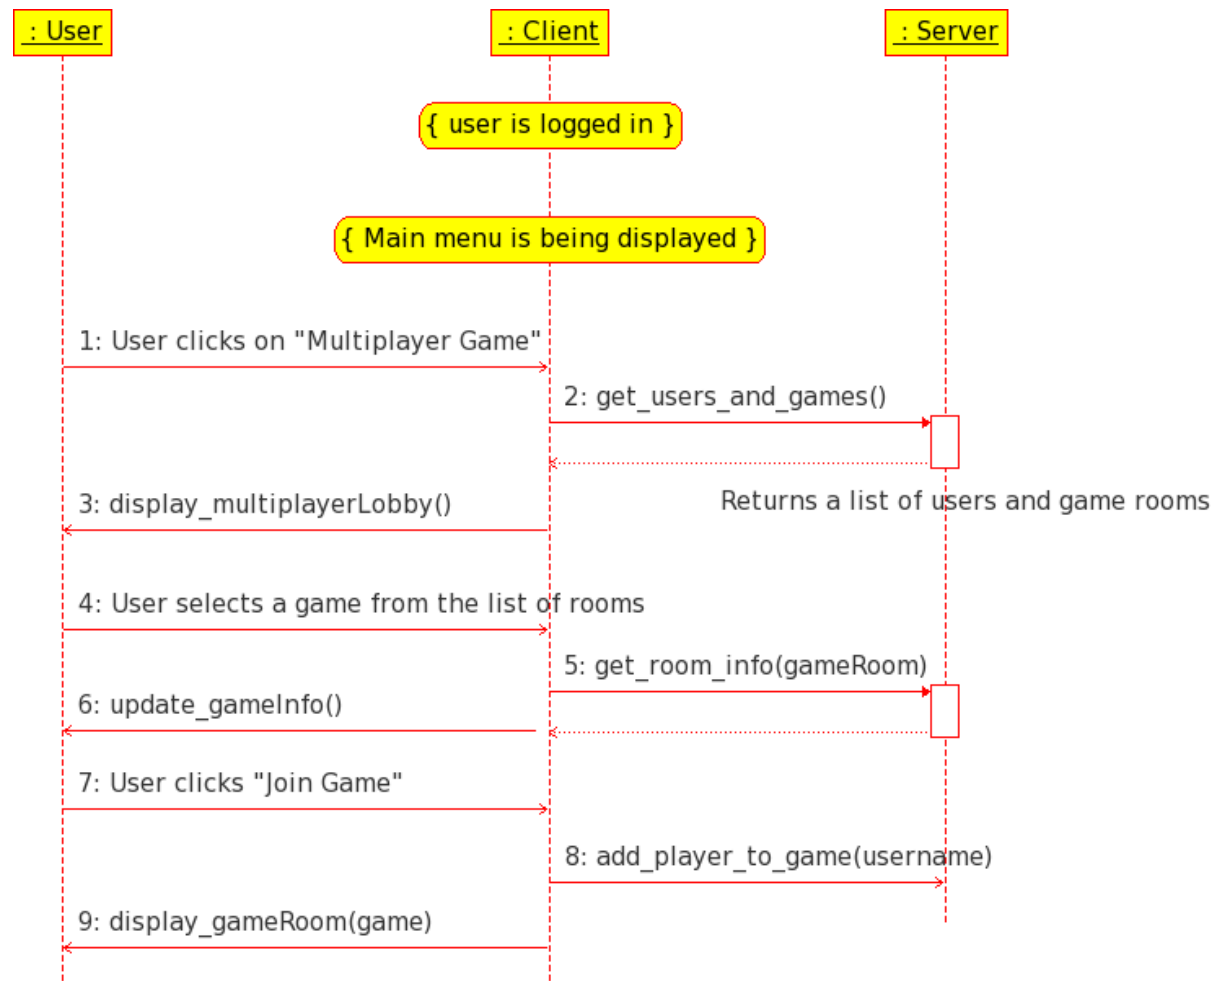 : User
: Client
: Server
{ user is logged in }
{ Main menu is being displayed }
1: User clicks on "Multiplayer Game"
2: get_users_and_games()
Returns a list of users and game rooms
3: display_multiplayerLobby()
4: User selects a game from the list of rooms
5: get_room_info(gameRoom)
6: update_gameInfo()
7: User clicks "Join Game"
8: add_player_to_game(username)
9: display_gameRoom(game)